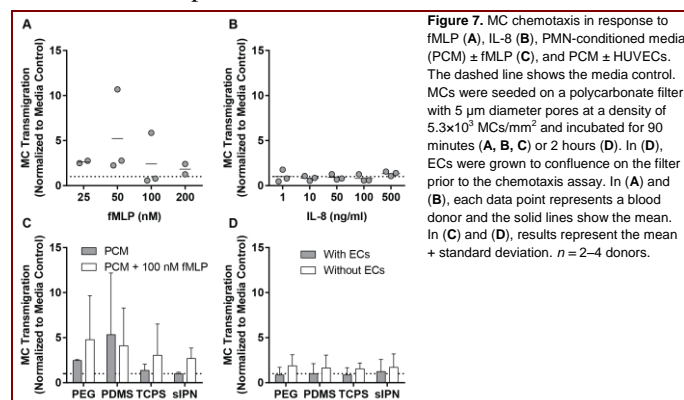 A
B
MC Transmigration
(Normalized to Media Control)
15
10
5
0
25 50 100 200
fMLP (nM)
MC Transmigration
(Normalized to Media Control)
15
10
5
0
1 10 50 100 500
IL-8 (ng/ml)
C
D
MC Transmigration
(Normalized to Media Control)
15
10
5
0
PCM
PCM + 100 nM fMLP
PEG PDMS TCPS sIPN
MC Transmigration
(Normalized to Media Control)
15
10
5
0
With ECs
Without ECs
PEG PDMS TCPS sIPN
Figure 7. MC chemotaxis in response to
fMLP (A), IL-8 (B), PMN-conditioned media
(PCM) ± fMLP (C), and PCM ± HUVECs.
The dashed line shows the media control.
MCs were seeded on a polycarbonate filter
with 5 μm diameter pores at a density of
5.3×10³ MCs/mm² and incubated for 90
minutes (A, B, C) or 2 hours (D). In (D),
ECs were grown to confluence on the filter
prior to the chemotaxis assay. In (A) and
(B), each data point represents a blood
donor and the solid lines show the mean.
In (C) and (D), results represent the mean
+ standard deviation. n = 2–4 donors.